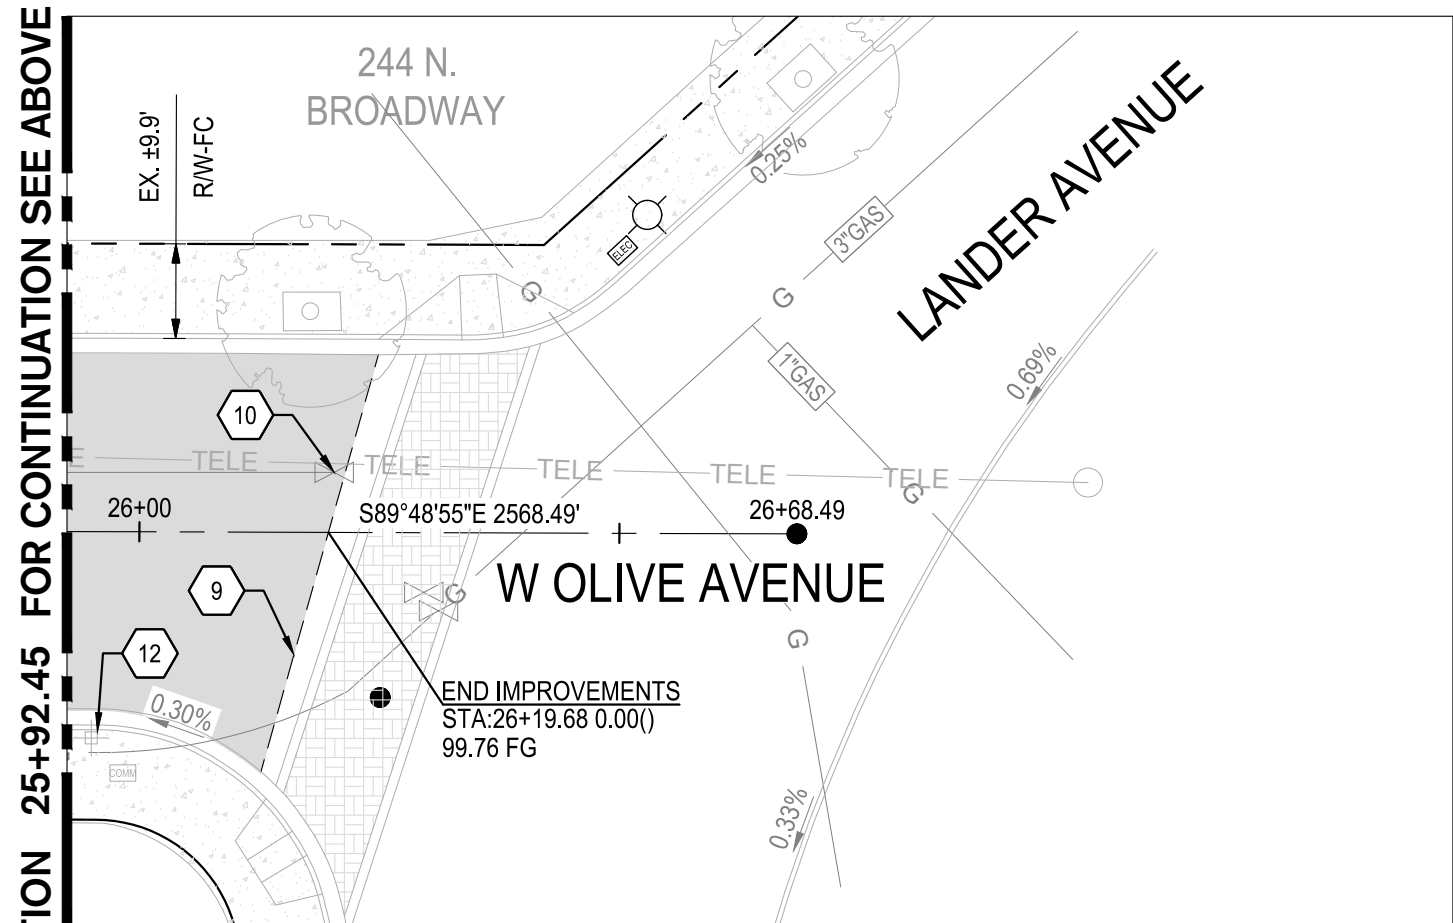 TION 25+92.45 FOR CONTINUATION SEE ABOVE
244 N.
BROADWAY
EX. ±9.9'
R/W-FC
0.25%
LANDER AVENUE
3"GAS
ELEC
G
G
1"GAS
0.69%
10
E
TELE
TELE
TELE
TELE
TELE
G
26+00
S89°48'55"E 2568.49'
26+68.49
W OLIVE AVENUE
9
G
G
12
0.30%
END IMPROVEMENTS
STA:26+19.68 0.00()
99.76 FG
COMM
0.33%